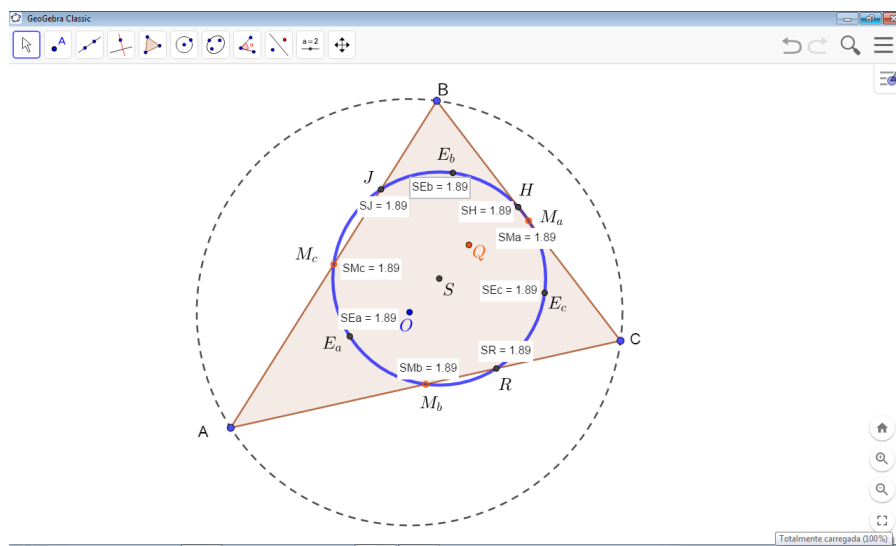 GeoGebra Classic
A
a=2
B
E_b
J
SEb = 1.89
H
SJ = 1.89
SH = 1.89
M_a
SMa = 1.89
Q
M_c
SMc = 1.89
S
SEc = 1.89
E_c
SEa = 1.89
O
E_a
C
SR = 1.89
SMb = 1.89
R
M_b
A
Totalmente carregada (100%)